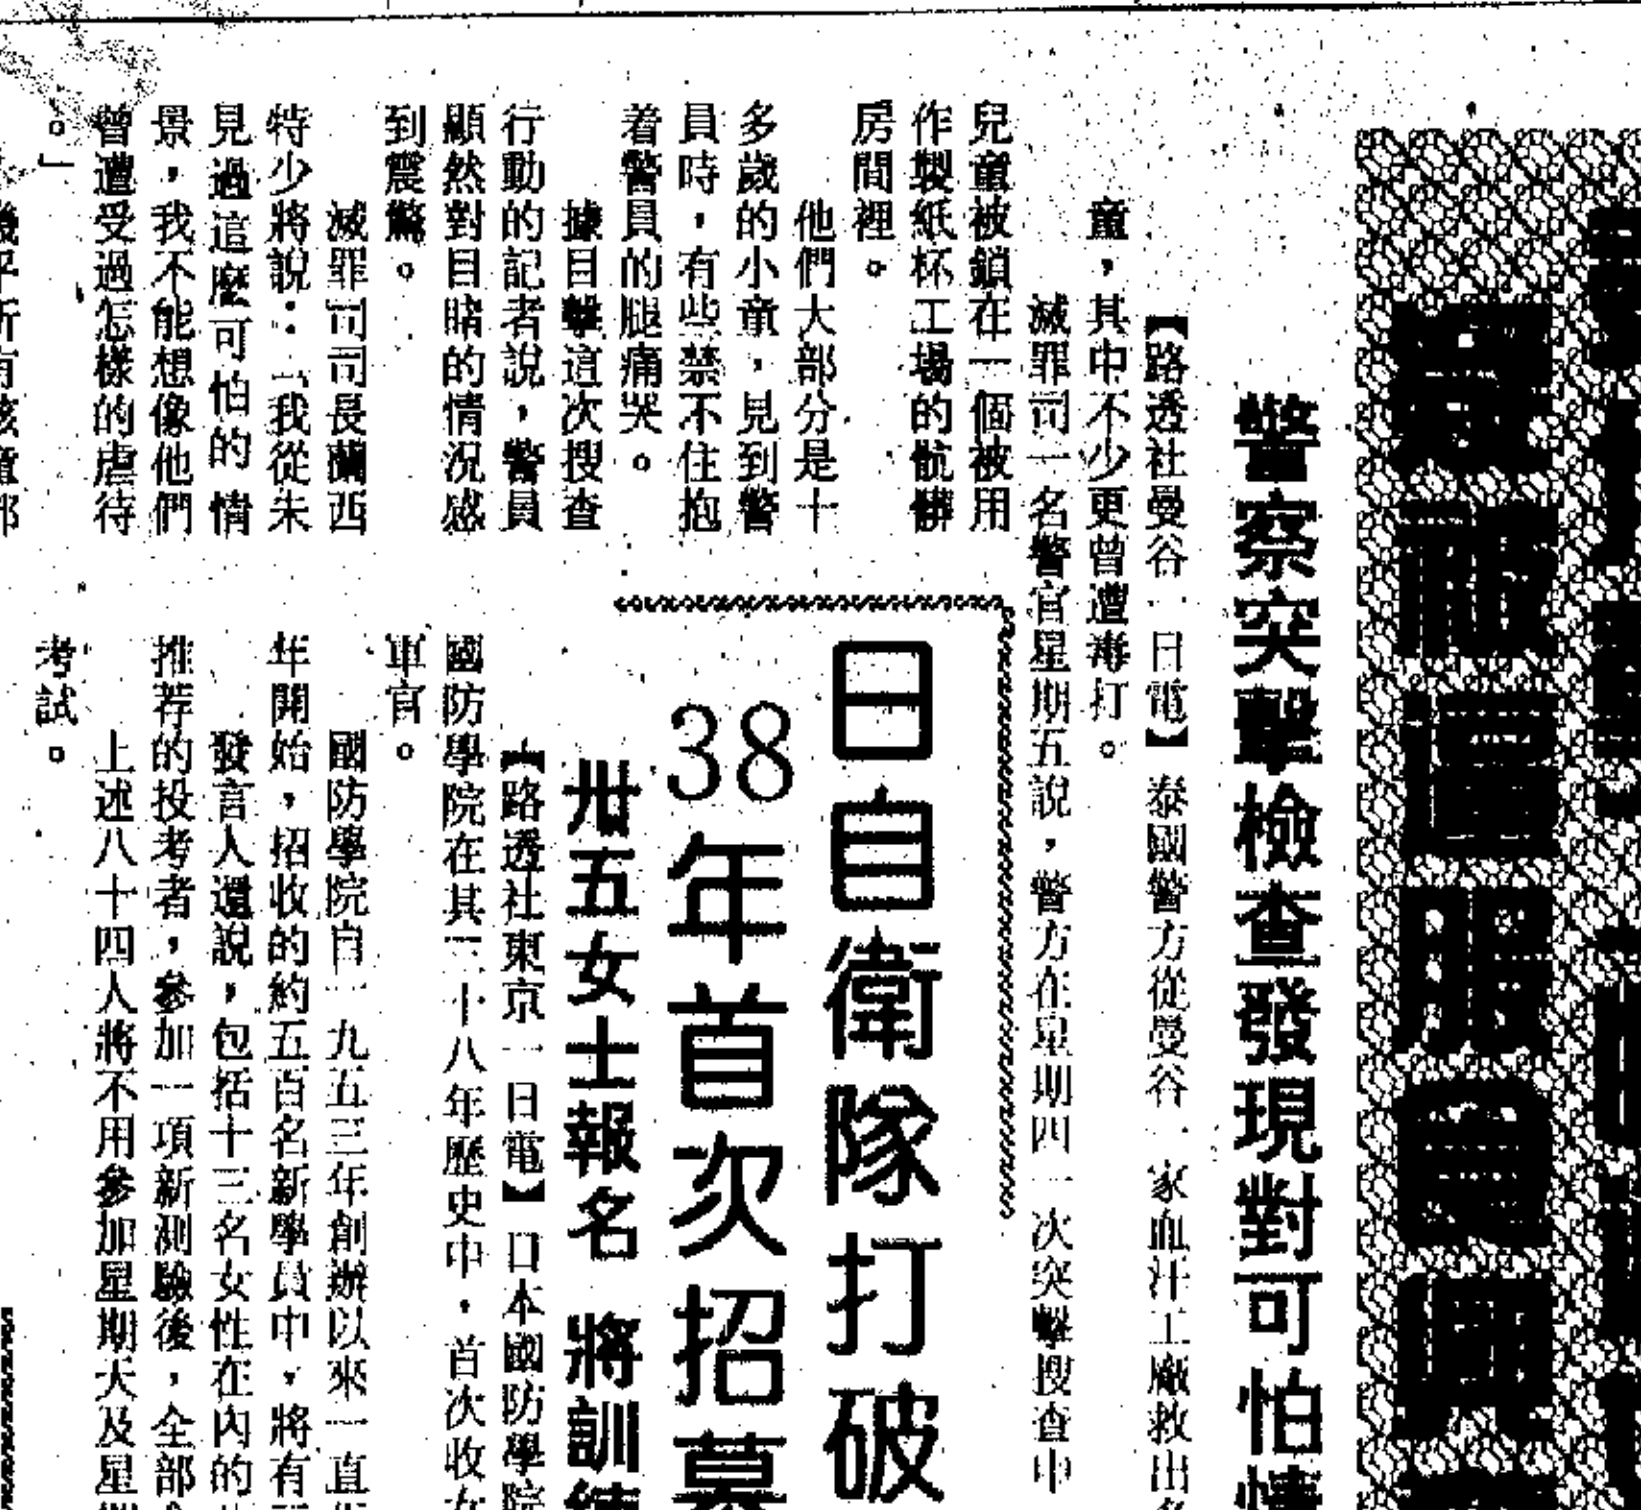 警察突擊檢查發現對可怕
【路透社曼谷一日電】泰國警方從曼谷一家血汗工廠救出
童,其中不少更曾遭毒打。
滅罪司一名警官星期五說,警方在星期四一次突擊搜查中
兒童被鎖在一個被用
作製紙杯工場的骯髒
房間裡。
他們大部分是十
多歲的小童,見到警
員時,有些禁不住抱
着警員的腿痛哭。
據目擊這次搜查
行動的記者說,警員
顯然對目睹的情況感
到震驚。
滅罪司司長蘭西
特少將說:「我從未
見過這麼可怕的情
景,我不能想像他們
曾遭受過怎樣的虐待
。」
幾乎所有孩童都
日自衛隊打破
38年首次招募
卅五女士報名 將訓
【路透社東京一日電】日本國防學院
國防學院在其三十八年歷史中,首次收女
軍官。
國防學院自一九五三年創辦以來一直
年開始,招收的約五百名新學員中,將有
發言人還說,包括十三名女性在內的
推荐的投考者,參加一項新測驗後,全部
上述八十四人將不用參加星期天及星
考試。